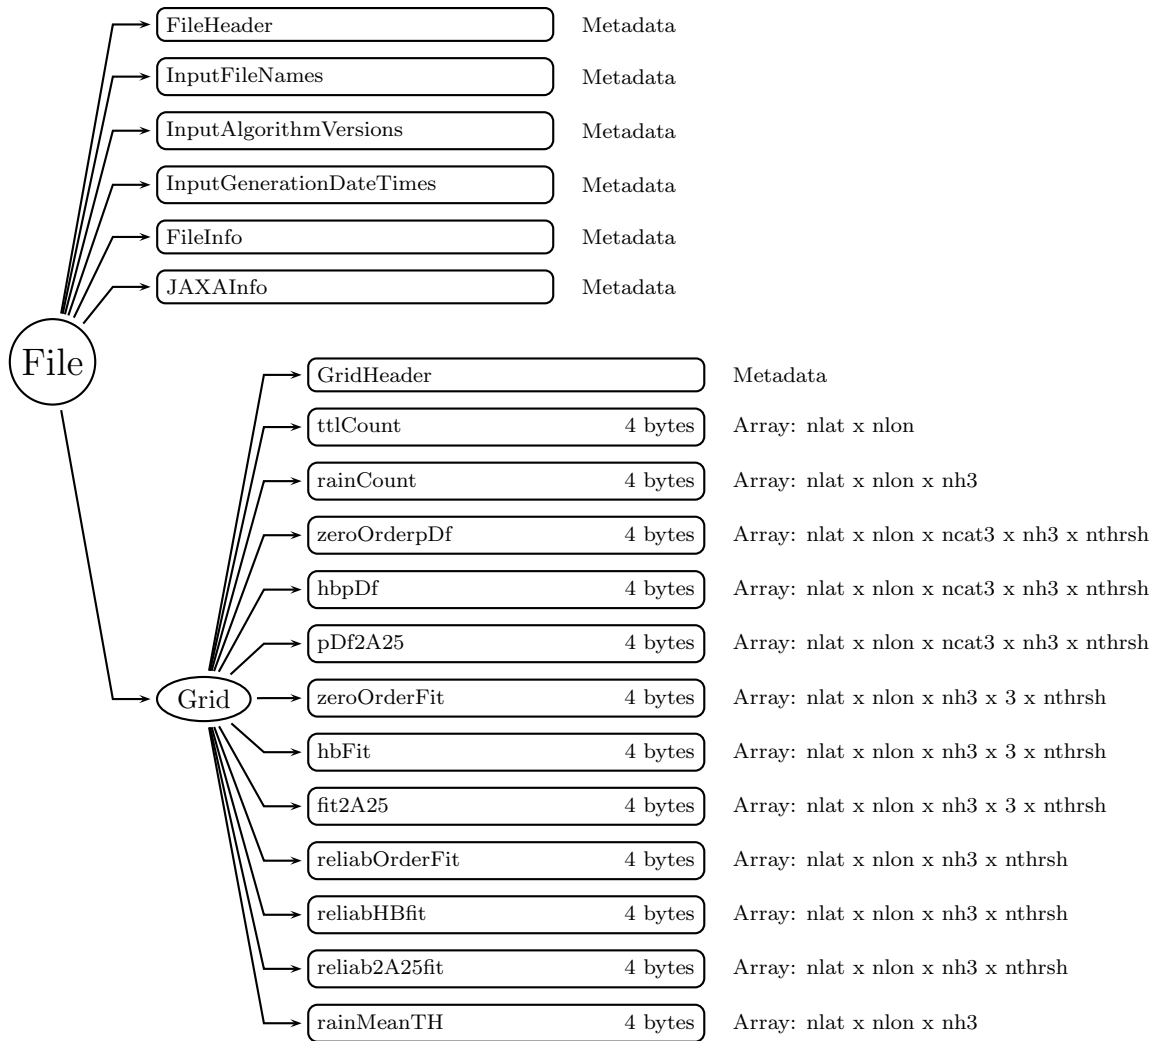 FileHeader Metadata
InputFileNames Metadata
InputAlgorithmVersions Metadata
InputGenerationDateTimes Metadata
FileInfo Metadata
JAXAInfo Metadata
File
GridHeader Metadata
ttlCount 4 bytes Array: nlat x nlon
rainCount 4 bytes Array: nlat x nlon x nh3
zeroOrderpDf 4 bytes Array: nlat x nlon x ncat3 x nh3 x nthrsh
hbpDf 4 bytes Array: nlat x nlon x ncat3 x nh3 x nthrsh
pDf2A25 4 bytes Array: nlat x nlon x ncat3 x nh3 x nthrsh
Grid zeroOrderFit 4 bytes Array: nlat x nlon x nh3 x 3 x nthrsh
hbFit 4 bytes Array: nlat x nlon x nh3 x 3 x nthrsh
fit2A25 4 bytes Array: nlat x nlon x nh3 x 3 x nthrsh
reliabOrderFit 4 bytes Array: nlat x nlon x nh3 x nthrsh
reliabHBfit 4 bytes Array: nlat x nlon x nh3 x nthrsh
reliab2A25fit 4 bytes Array: nlat x nlon x nh3 x nthrsh
rainMeanTH 4 bytes Array: nlat x nlon x nh3